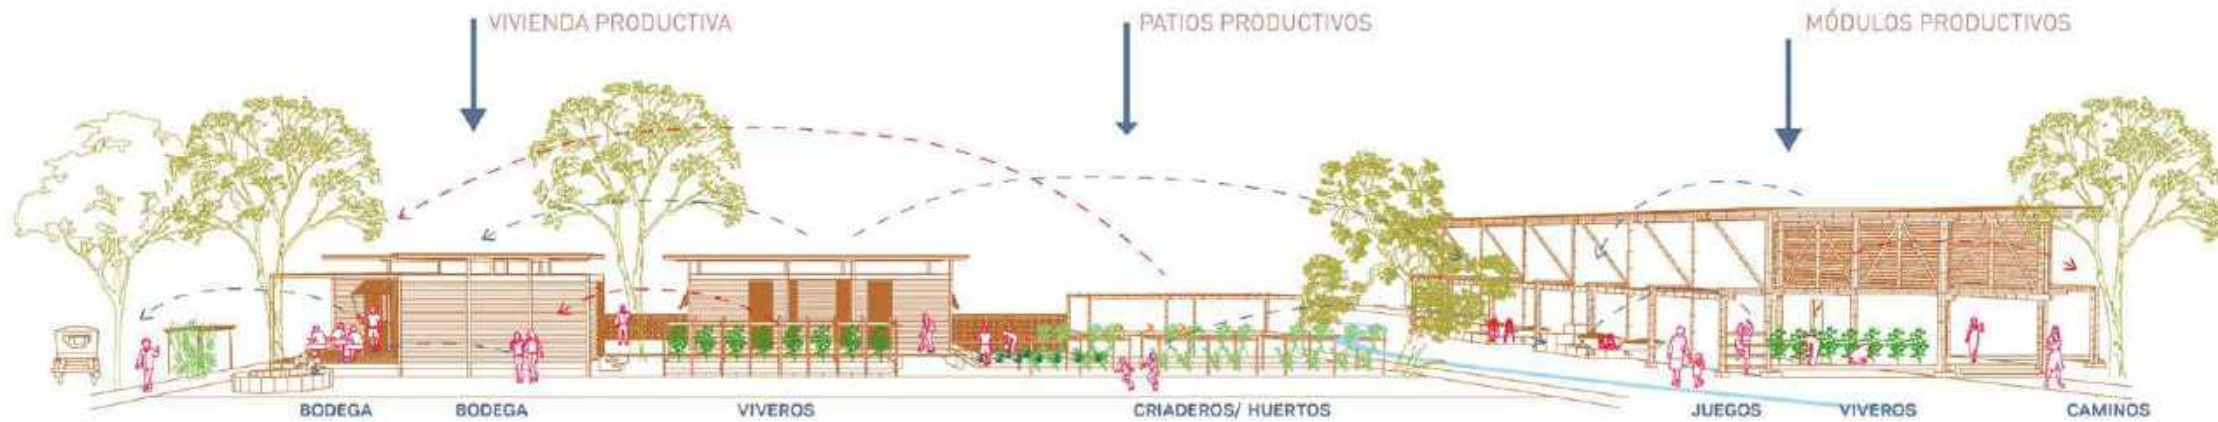 VIVIENDA PRODUCTIVA
PATIOS PRODUCTIVOS
MÓDULOS PRODUCTIVOS
BODEGA
BODEGA
VIVEROS
CRIADEROS/ HUERTOS
JUEGOS
VIVEROS
CAMINOS